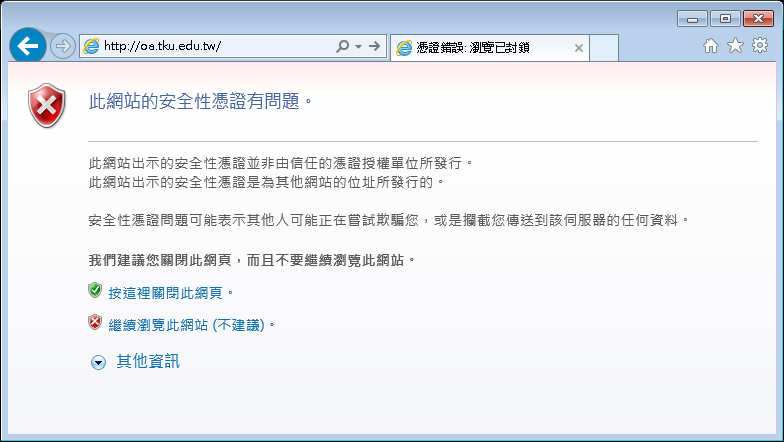 http://oa.tku.edu.tw/
憑證錯誤: 瀏覽已封鎖
此網站的安全性憑證有問題。
此網站出示的安全性憑證並非由信任的憑證授權單位所發行。
此網站出示的安全性憑證是為其他網站的位址所發行的。
安全性憑證問題可能表示其他人可能正在嘗試欺騙您，或是攔截您傳送到該伺服器的任何資料。
我們建議您關閉此網頁，而且不要繼續瀏覽此網站。
按這裡關閉此網頁。
繼續瀏覽此網站 (不建議)。
其他資訊